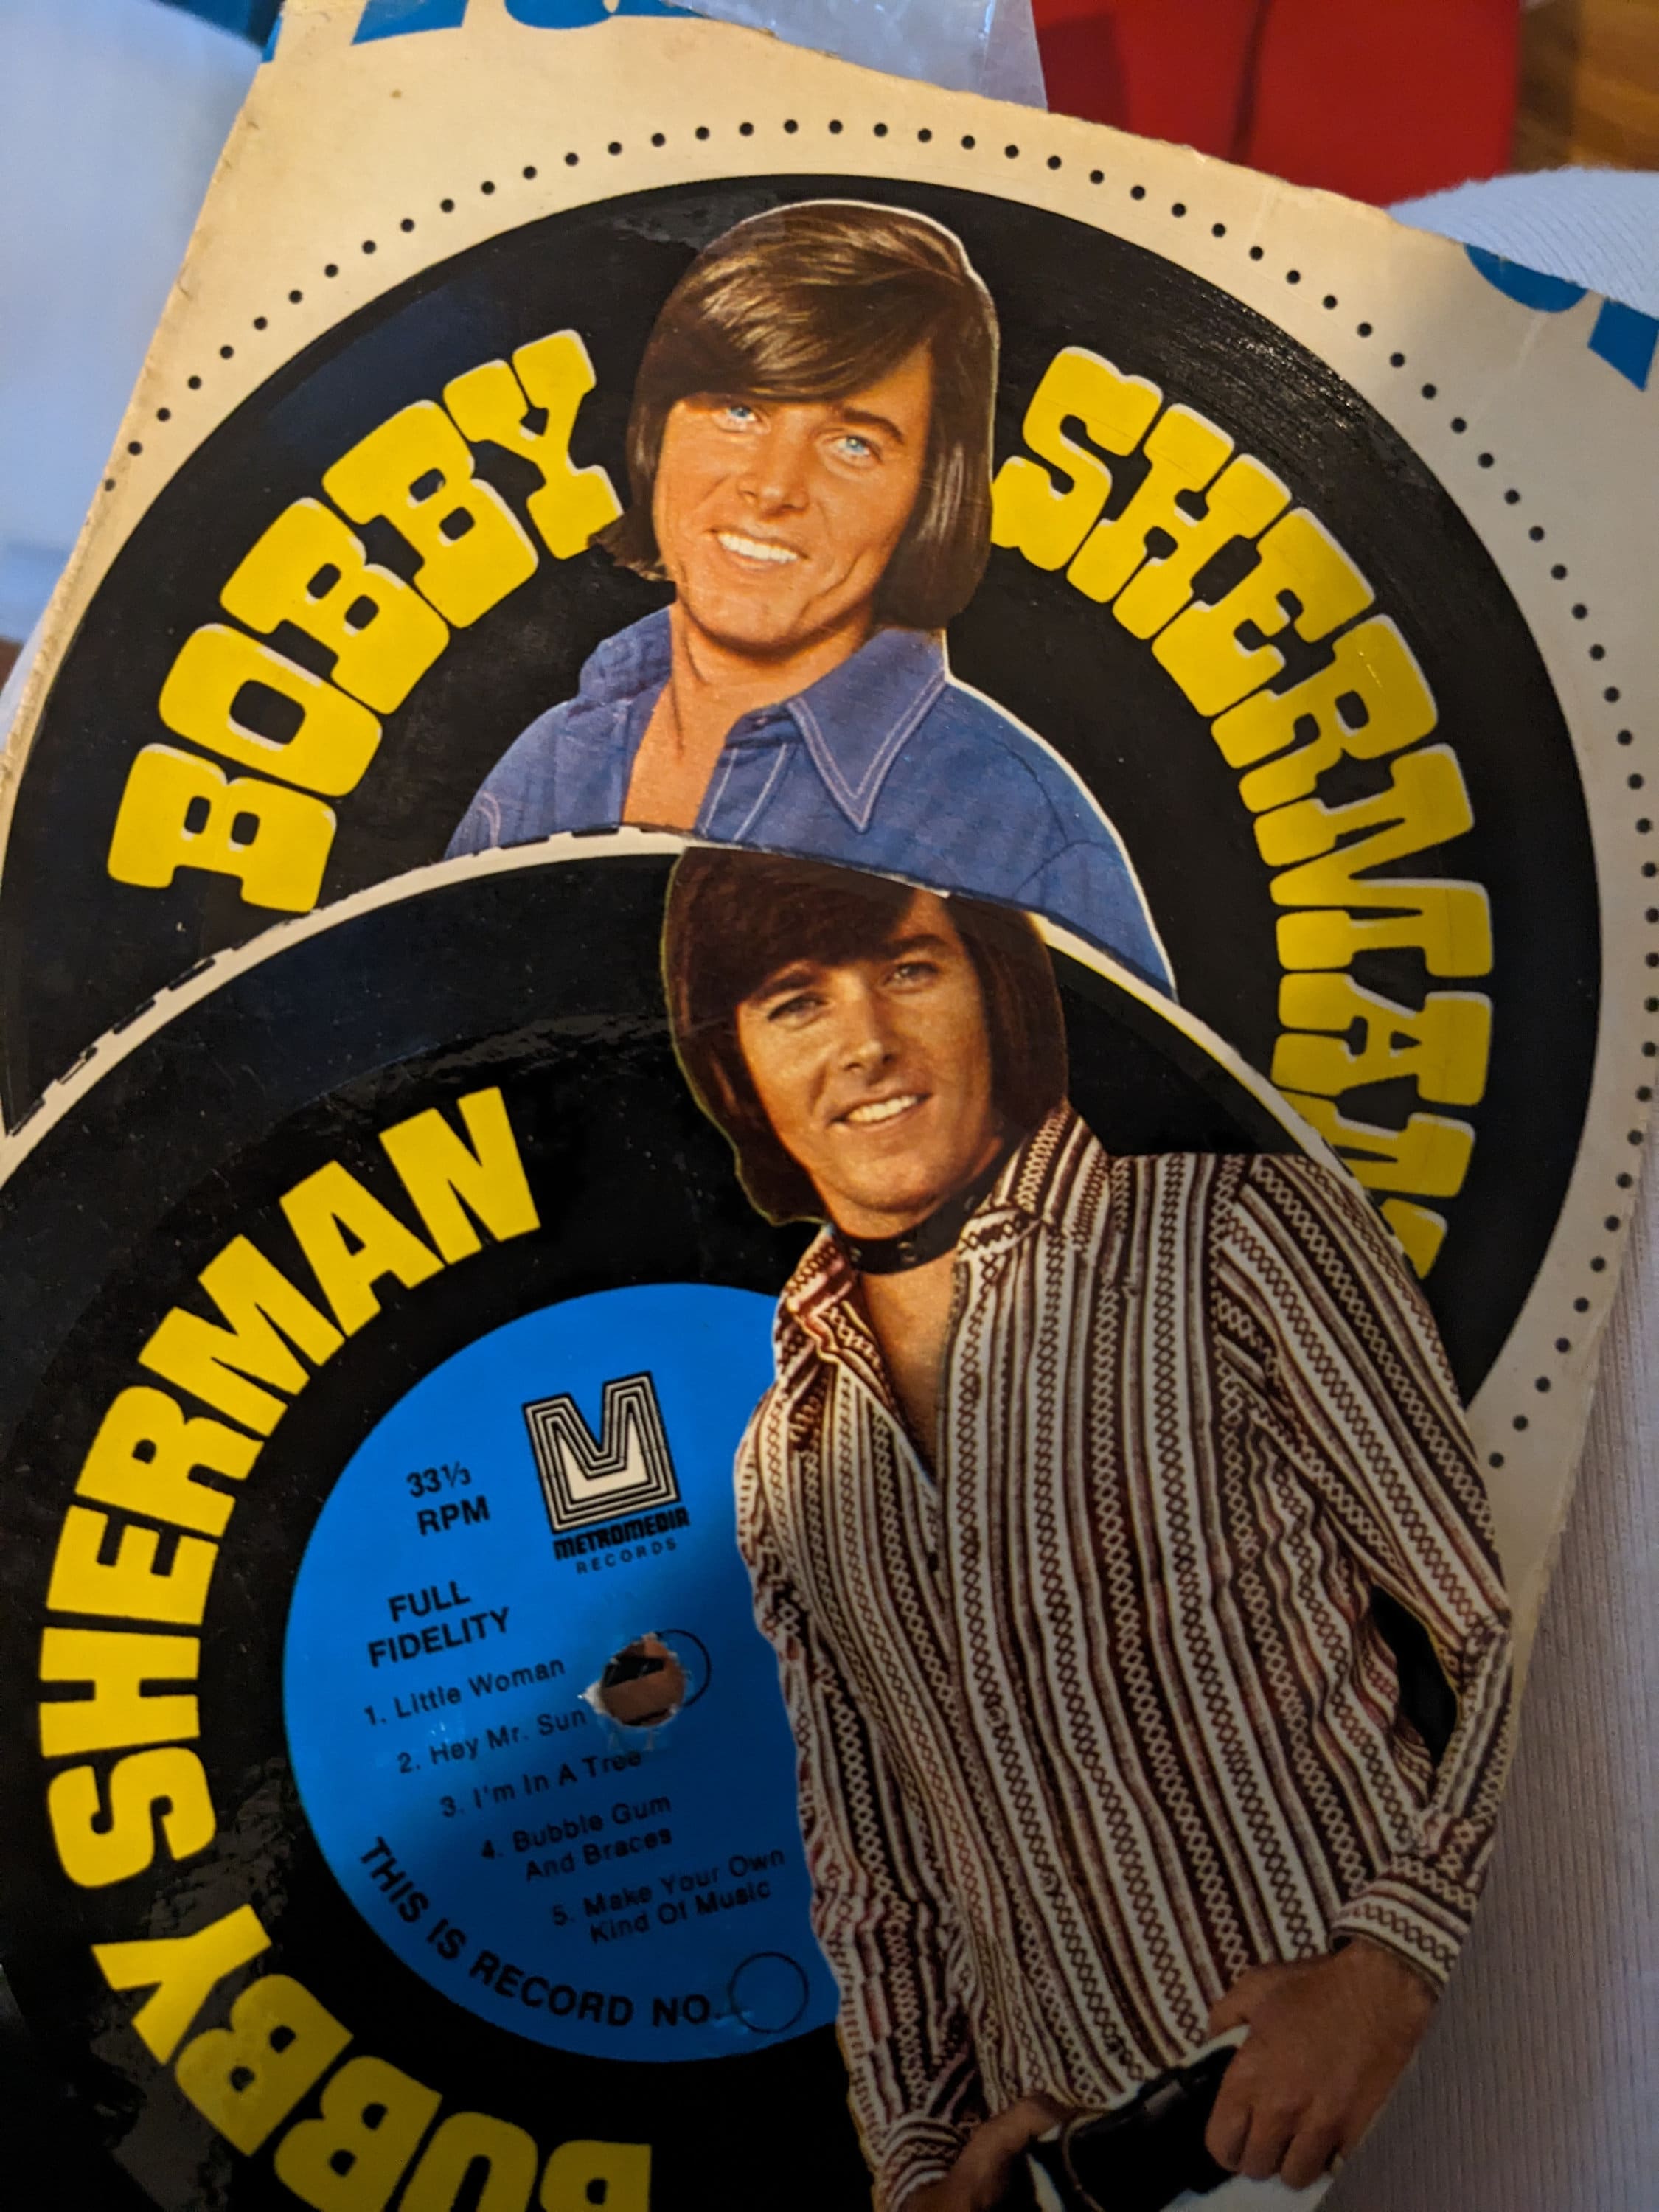 BOBBY SHERMAN
BOBBY SHERMAN
33⅓
RPM
METROMEDIA
RECORDS
FULL
FIDELITY
1. Little Woman
2. Hey Mr. Sun
3. I'm In A Tree
4. Bubble Gum
And Braces
5. Make Your Own
Kind Of Music
THIS IS RECORD NO.